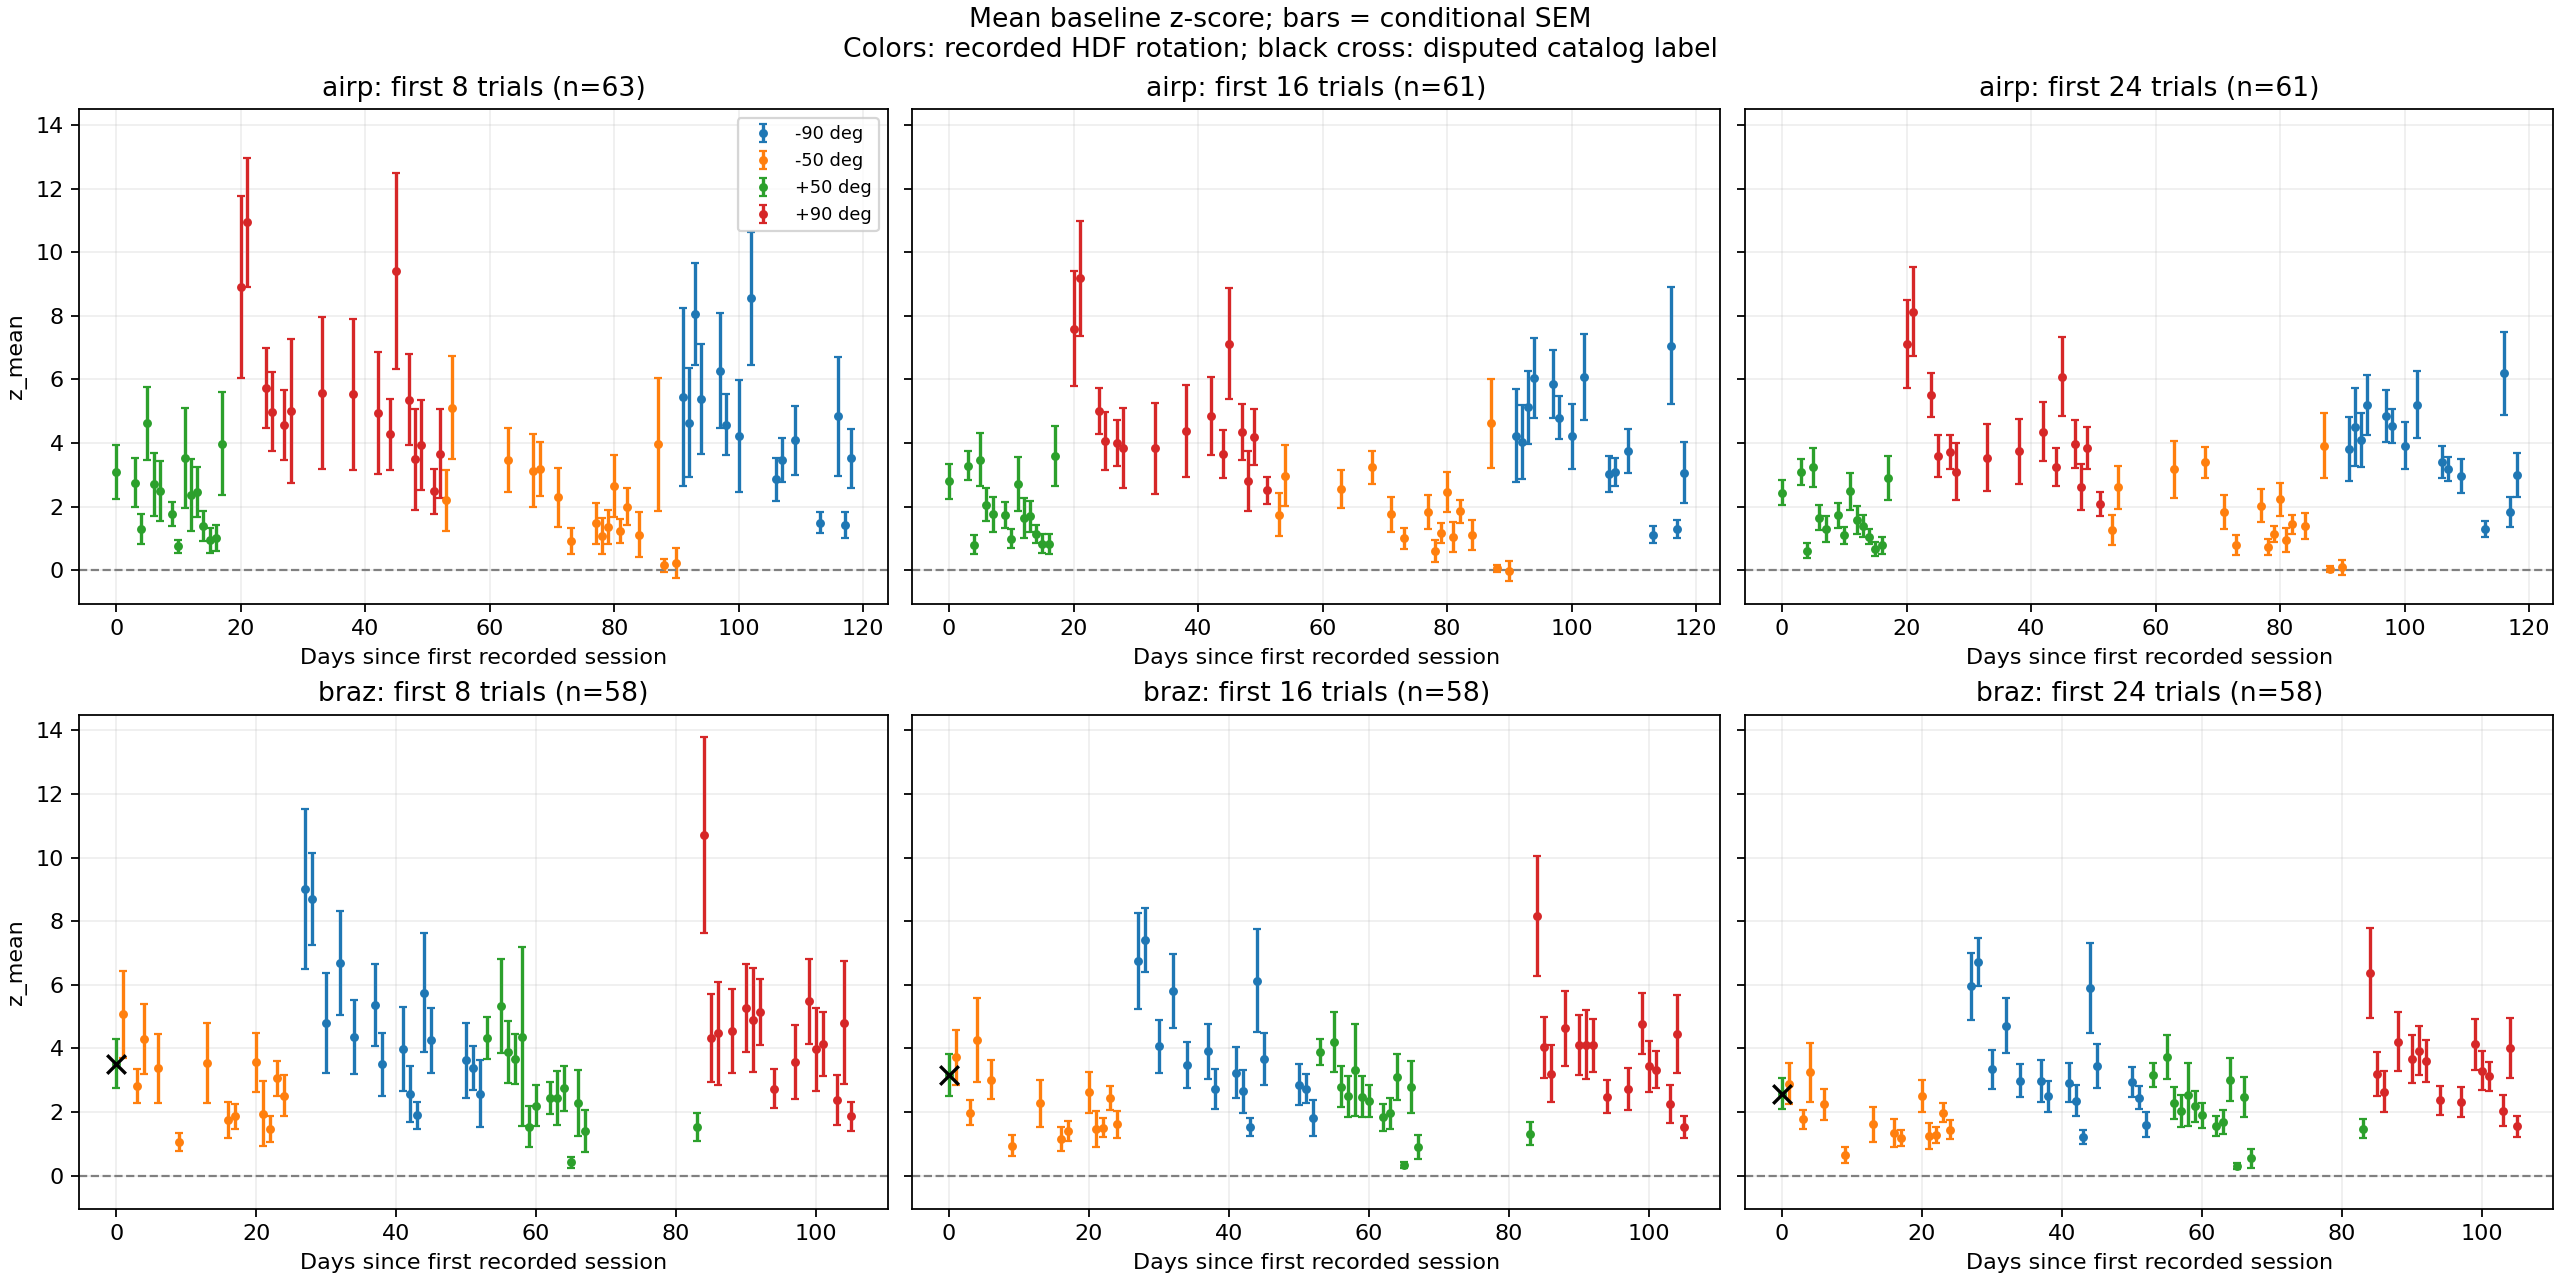 Mean baseline z-score; bars = conditional SEM
Colors: recorded HDF rotation; black cross: disputed catalog label
airp: first 8 trials (n=63)
airp: first 16 trials (n=61)
airp: first 24 trials (n=61)
z_mean
14
12
10
8
6
4
2
0
-90 deg
-50 deg
+50 deg
+90 deg
0 20 40 60 80 100 120
0 20 40 60 80 100 120
0 20 40 60 80 100 120
Days since first recorded session
Days since first recorded session
Days since first recorded session
braz: first 8 trials (n=58)
braz: first 16 trials (n=58)
braz: first 24 trials (n=58)
z_mean
14
12
10
8
6
4
2
0
0 20 40 60 80 100
0 20 40 60 80 100
0 20 40 60 80 100
Days since first recorded session
Days since first recorded session
Days since first recorded session